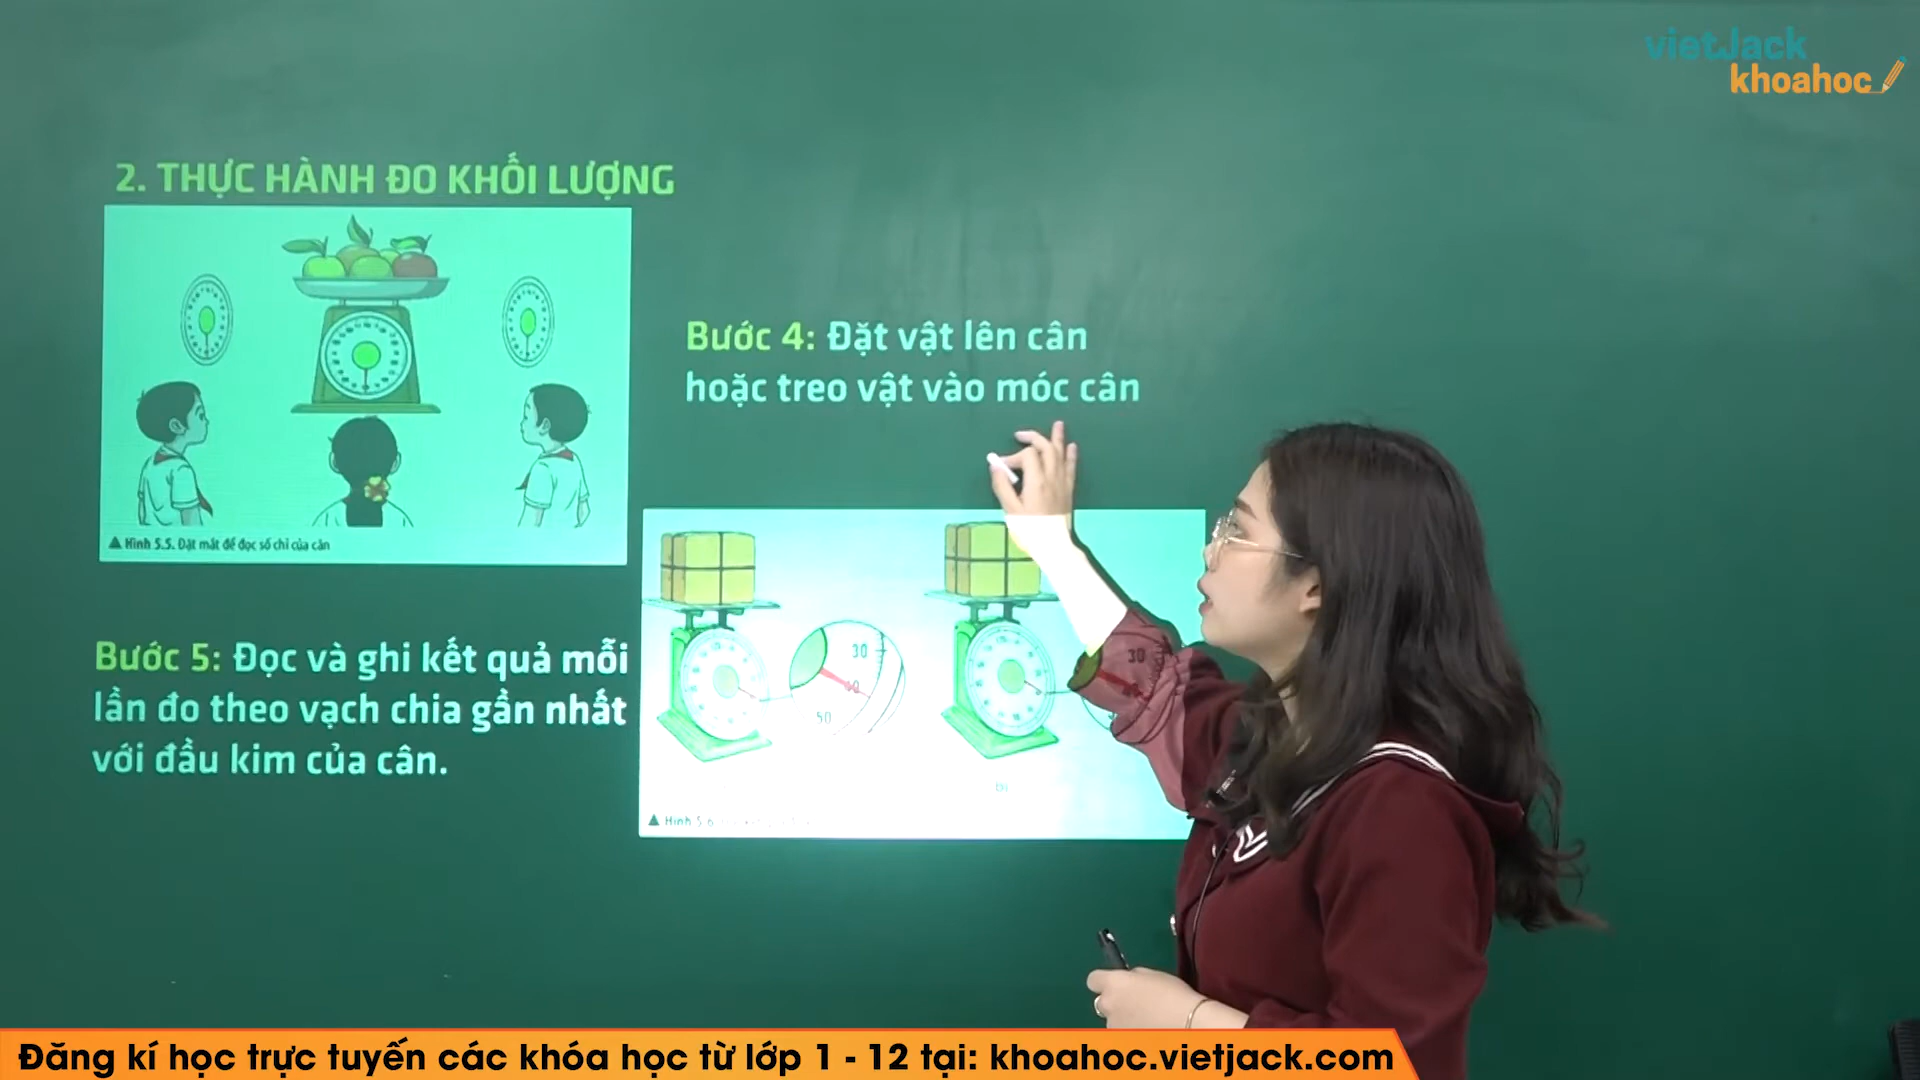 vietJack
khoahoc
2. THỰC HÀNH ĐO KHỐI LƯỢNG
▲ Hình 5.5. Đặt mắt để đọc số chỉ của cân
Bước 4: Đặt vật lên cân
hoặc treo vật vào móc cân
Bước 5: Đọc và ghi kết quả mỗi
lần đo theo vạch chia gần nhất
với đầu kim của cân.
30
50
30
▲ Hình 5.6
Đăng kí học trực tuyến các khóa học từ lớp 1 - 12 tại: khoahoc.vietjack.com